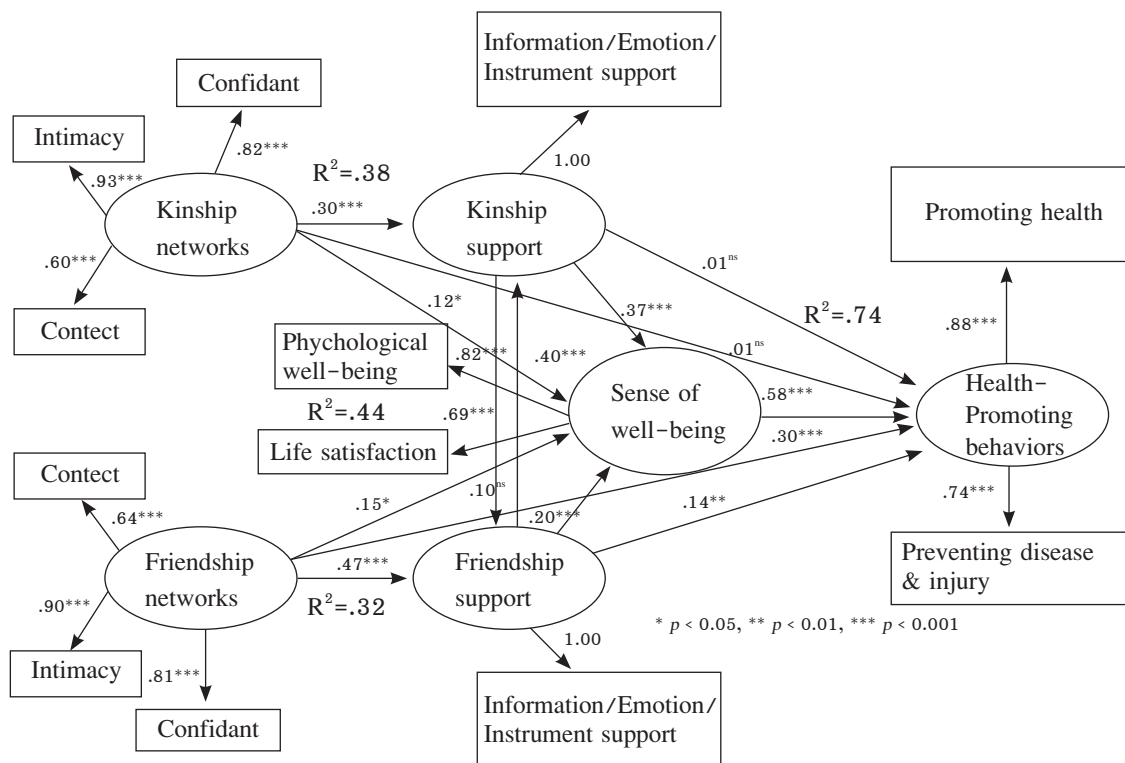 Information/Emotion/
Instrument support
Confidant
Intimacy
.82***
1.00
R²=.38
.93***
.30***
Kinship
networks
Kinship
support
Promoting health
.60***
.01ns
.12*
.37***
R²=.74
Contect
.88***
Phychological
well-being
.82***
.40***
.01ns
Sense of
well-being
.58***
Health-
Promoting
behaviors
R²=.44
.69***
.30***
Life satisfaction
Contect
.15*
.10ns
.14**
.74***
.64***
.20***
Friendship
networks
.47***
Friendship
support
Preventing disease
& injury
R²=.32
.90***
* p < 0.05, ** p < 0.01, *** p < 0.001
1.00
Intimacy
.81***
Confidant
Information/Emotion/
Instrument support